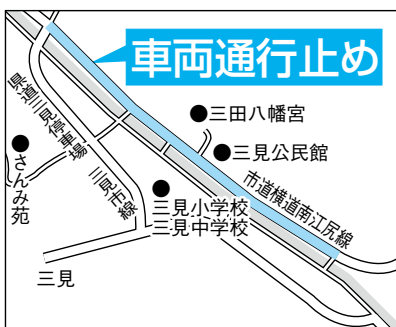 車両通行止め
三田八幡宮
三見公民館
県道三見停車場
三見市線
さんみ苑
市道横道南江尻線
三見小学校
三見中学校
三見